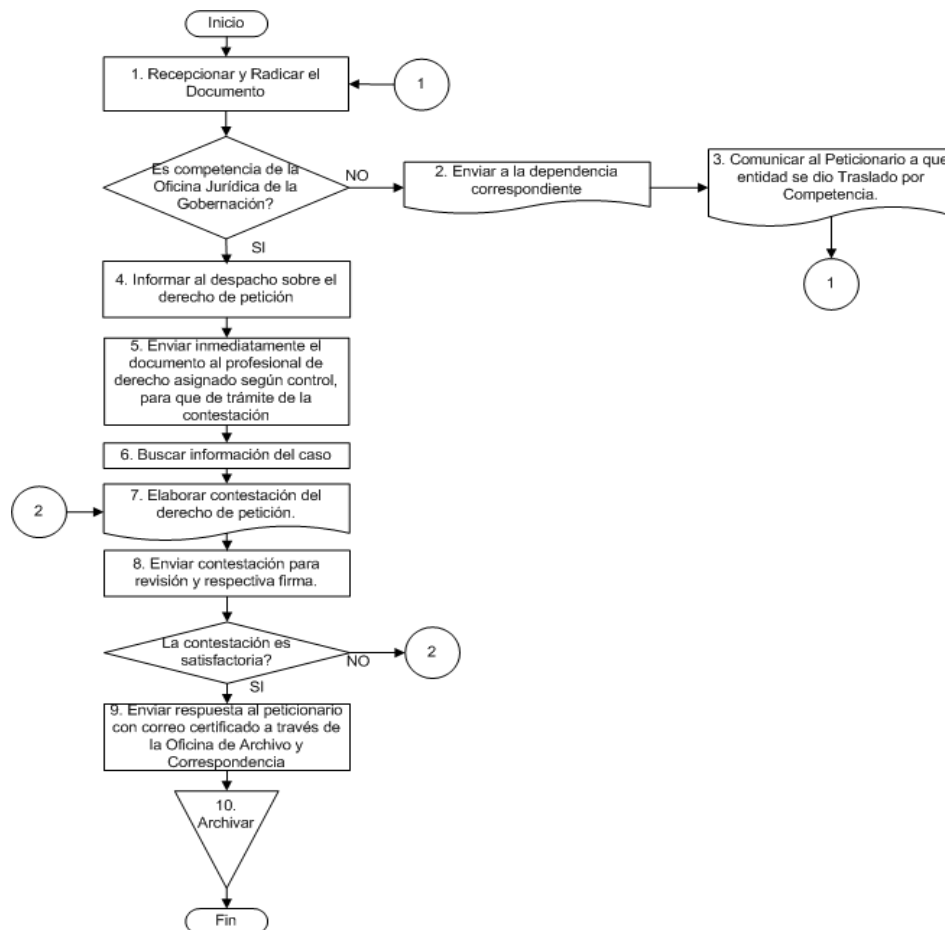 Inicio
1. Recepcionar y Radicar el
Documento
1
Es competencia de la
Oficina Jurídica de la
Gobernación?
NO
2. Enviar a la dependencia
correspondiente
3. Comunicar al Peticionario a que
entidad se dio Traslado por
Competencia.
1
SI
4. Informar al despacho sobre el
derecho de petición
5. Enviar inmediatamente el
documento al profesional de
derecho asignado según control,
para que de trámite de la
contestación
6. Buscar información del caso
2
7. Elaborar contestación del
derecho de petición.
8. Enviar contestación para
revisión y respectiva firma.
La contestación es
satisfactoria?
NO
2
SI
9. Enviar respuesta al peticionario
con correo certificado a través de
la Oficina de Archivo y
Correspondencia
10.
Archivar
Fin